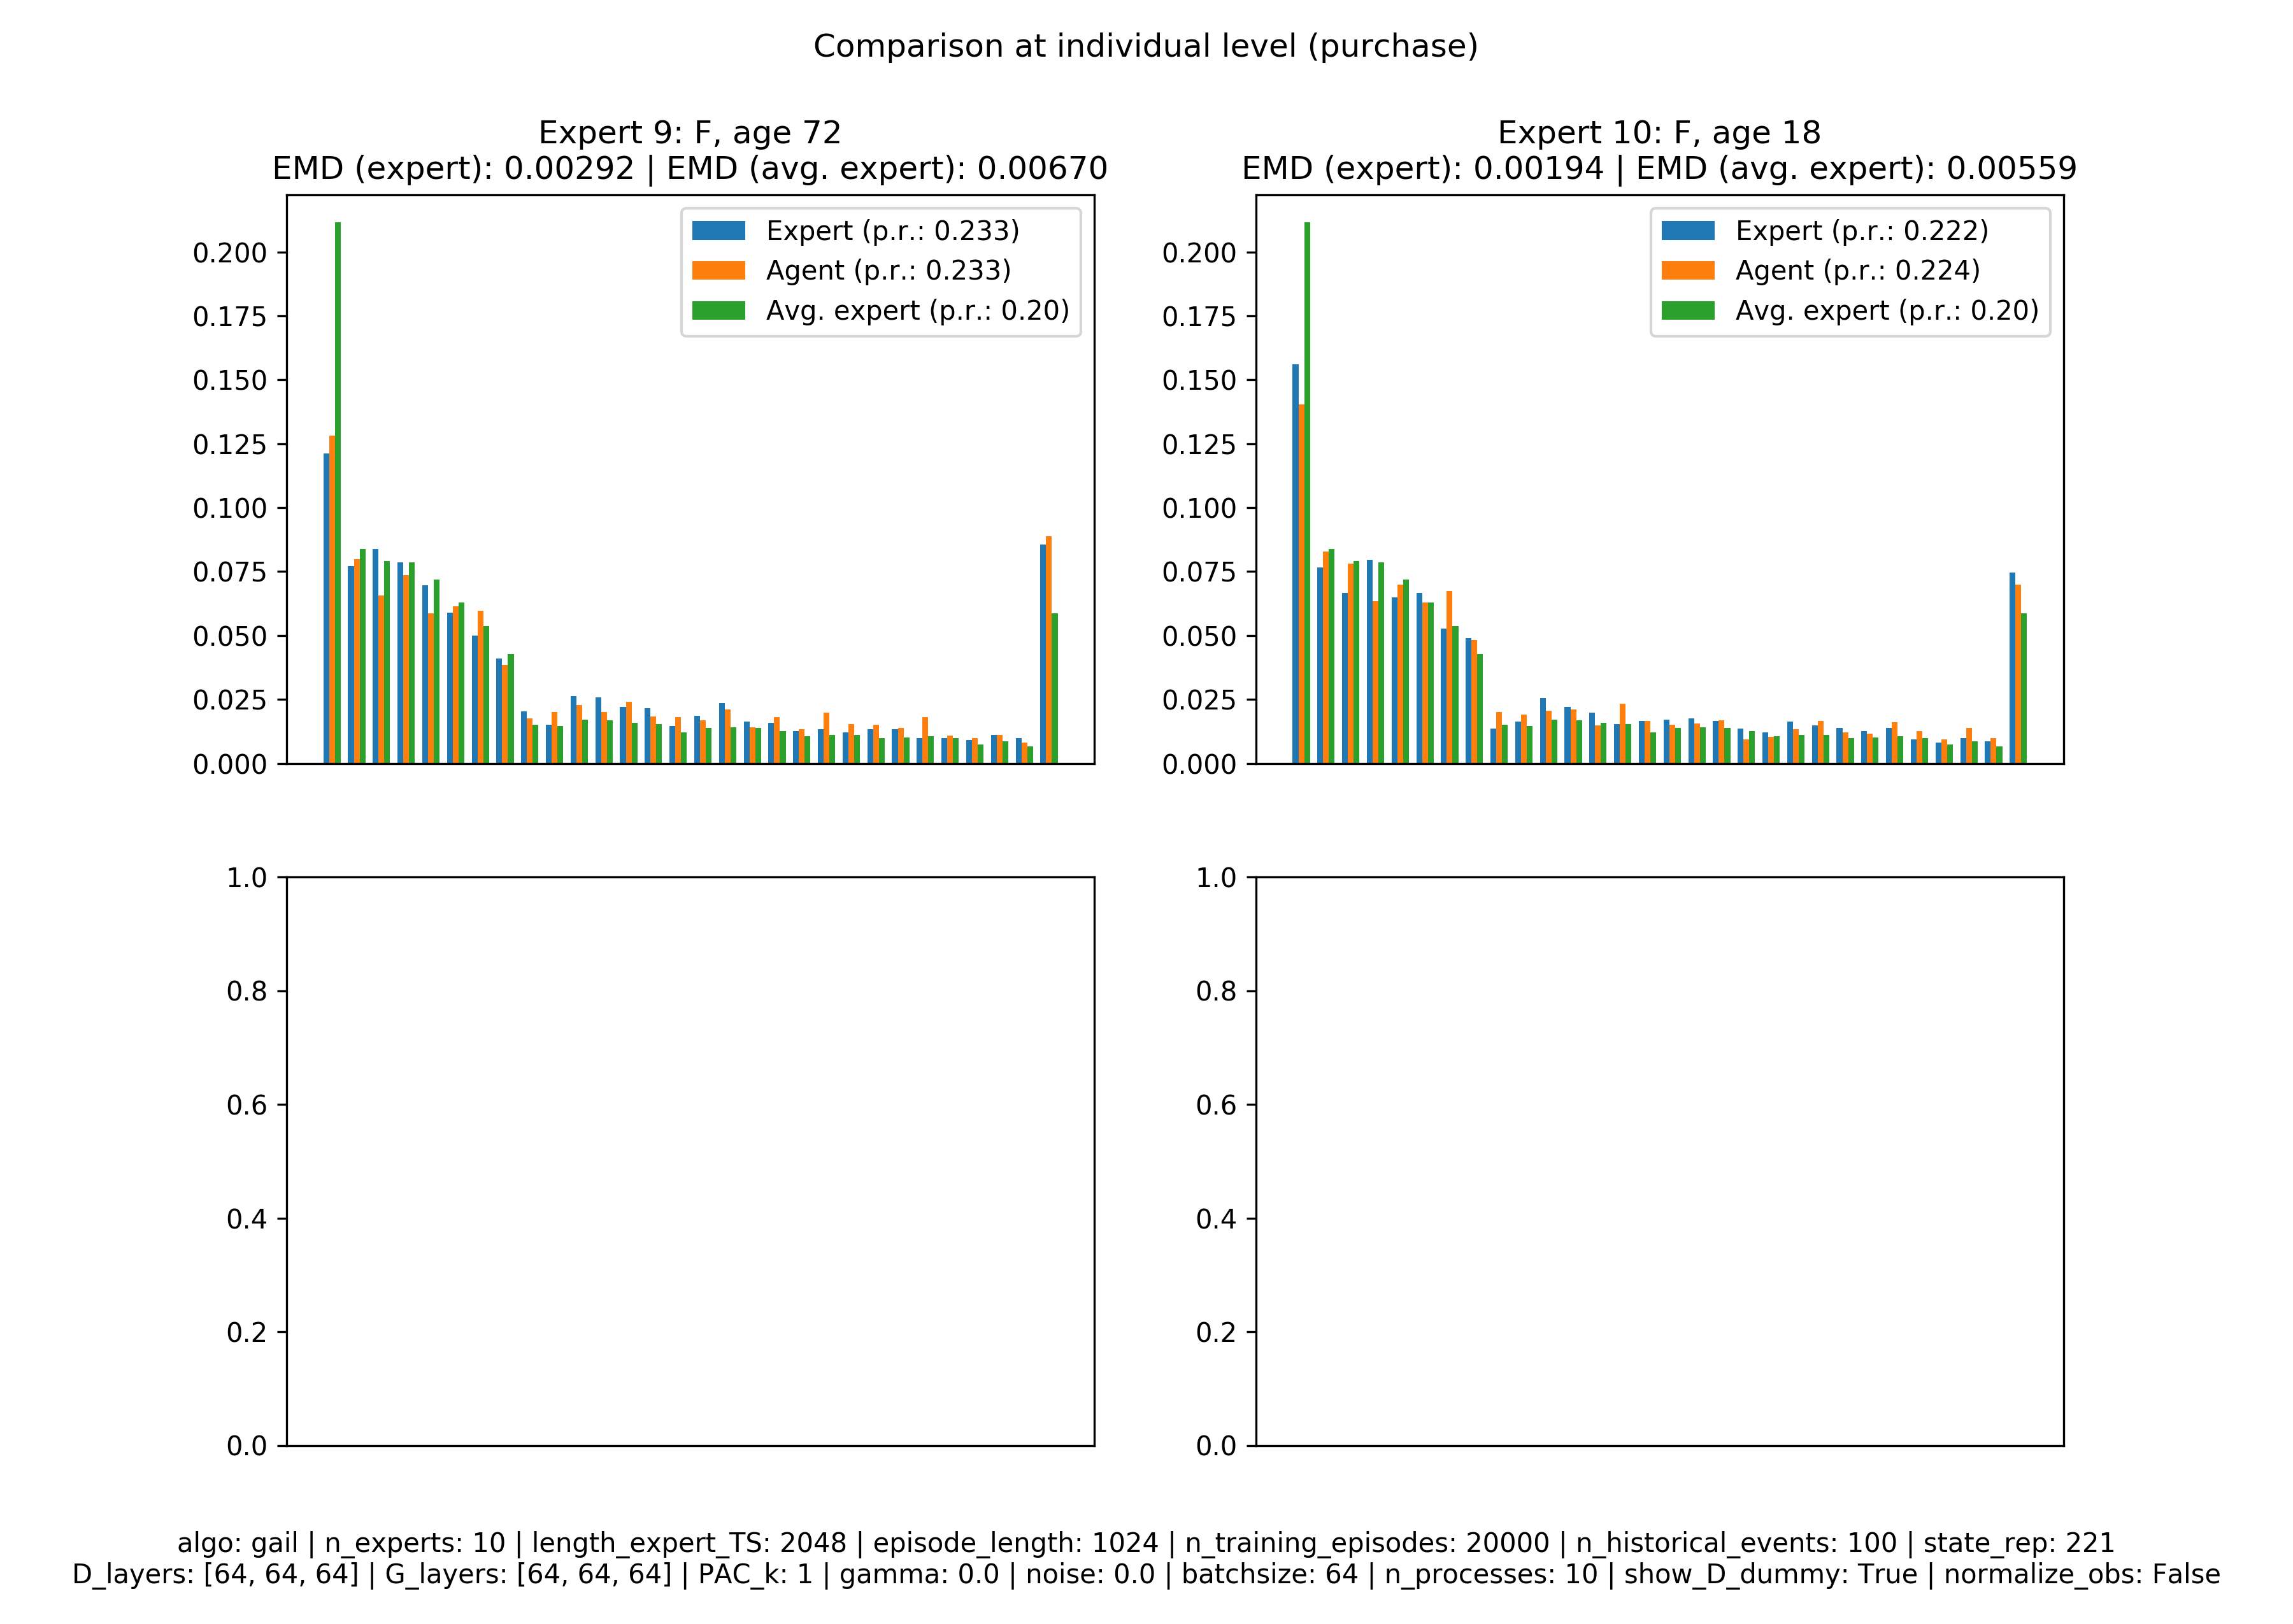 Comparison at individual level (purchase)
Expert 9: F, age 72
EMD (expert): 0.00292 | EMD (avg. expert): 0.00670
Expert (p.r.: 0.233)
Agent (p.r.: 0.233)
Avg. expert (p.r.: 0.20)
0.200
0.175
0.150
0.125
0.100
0.075
0.050
0.025
0.000
Expert 10: F, age 18
EMD (expert): 0.00194 | EMD (avg. expert): 0.00559
Expert (p.r.: 0.222)
Agent (p.r.: 0.224)
Avg. expert (p.r.: 0.20)
0.200
0.175
0.150
0.125
0.100
0.075
0.050
0.025
0.000
1.0
0.8
0.6
0.4
0.2
0.0
1.0
0.8
0.6
0.4
0.2
0.0
algo: gail | n_experts: 10 | length_expert_TS: 2048 | episode_length: 1024 | n_training_episodes: 20000 | n_historical_events: 100 | state_rep: 221
D_layers: [64, 64, 64] | G_layers: [64, 64, 64] | PAC_k: 1 | gamma: 0.0 | noise: 0.0 | batchsize: 64 | n_processes: 10 | show_D_dummy: True | normalize_obs: False